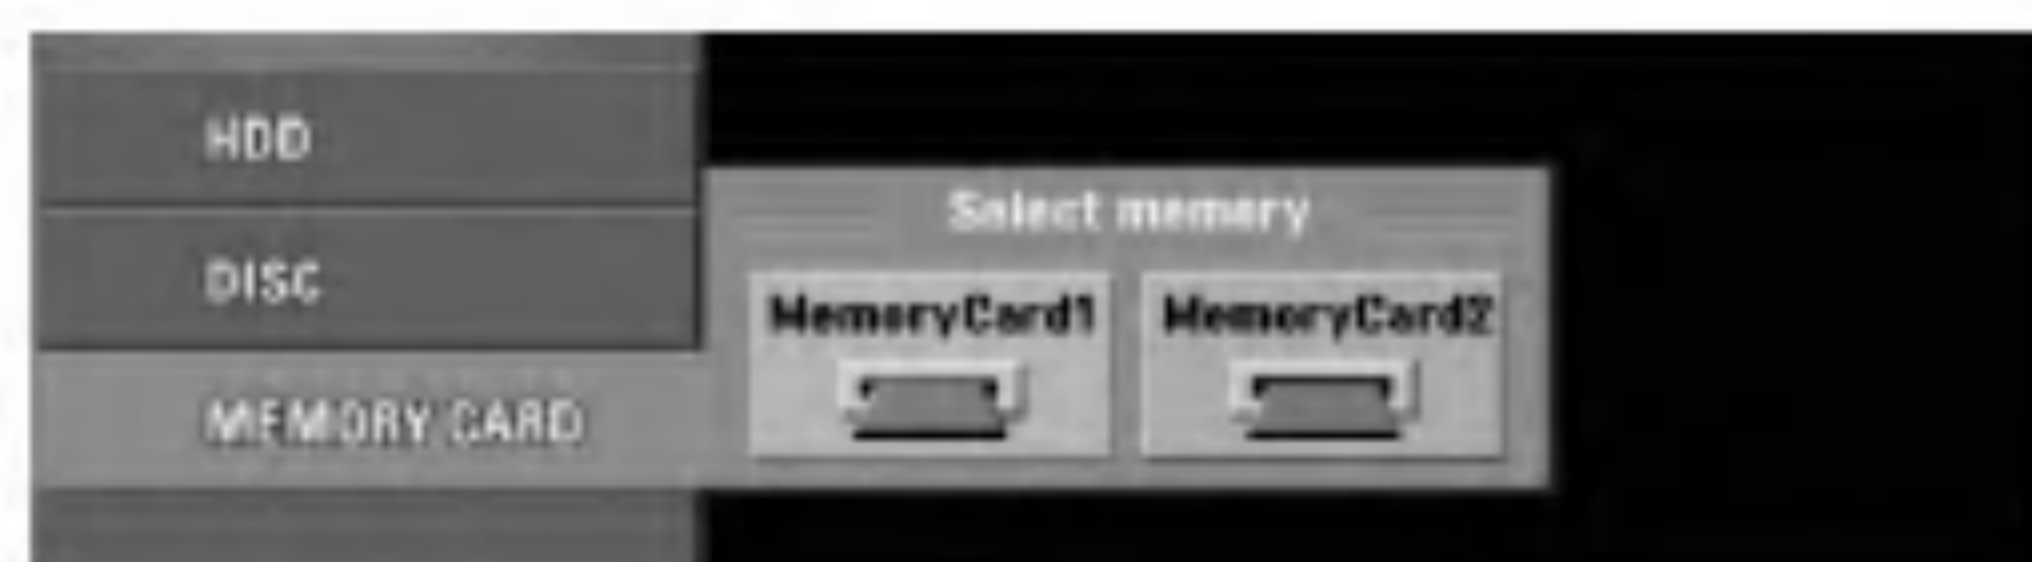 HDD
DISC
MEMORY CARD
Select memory
MemoryCard1 MemoryCard2